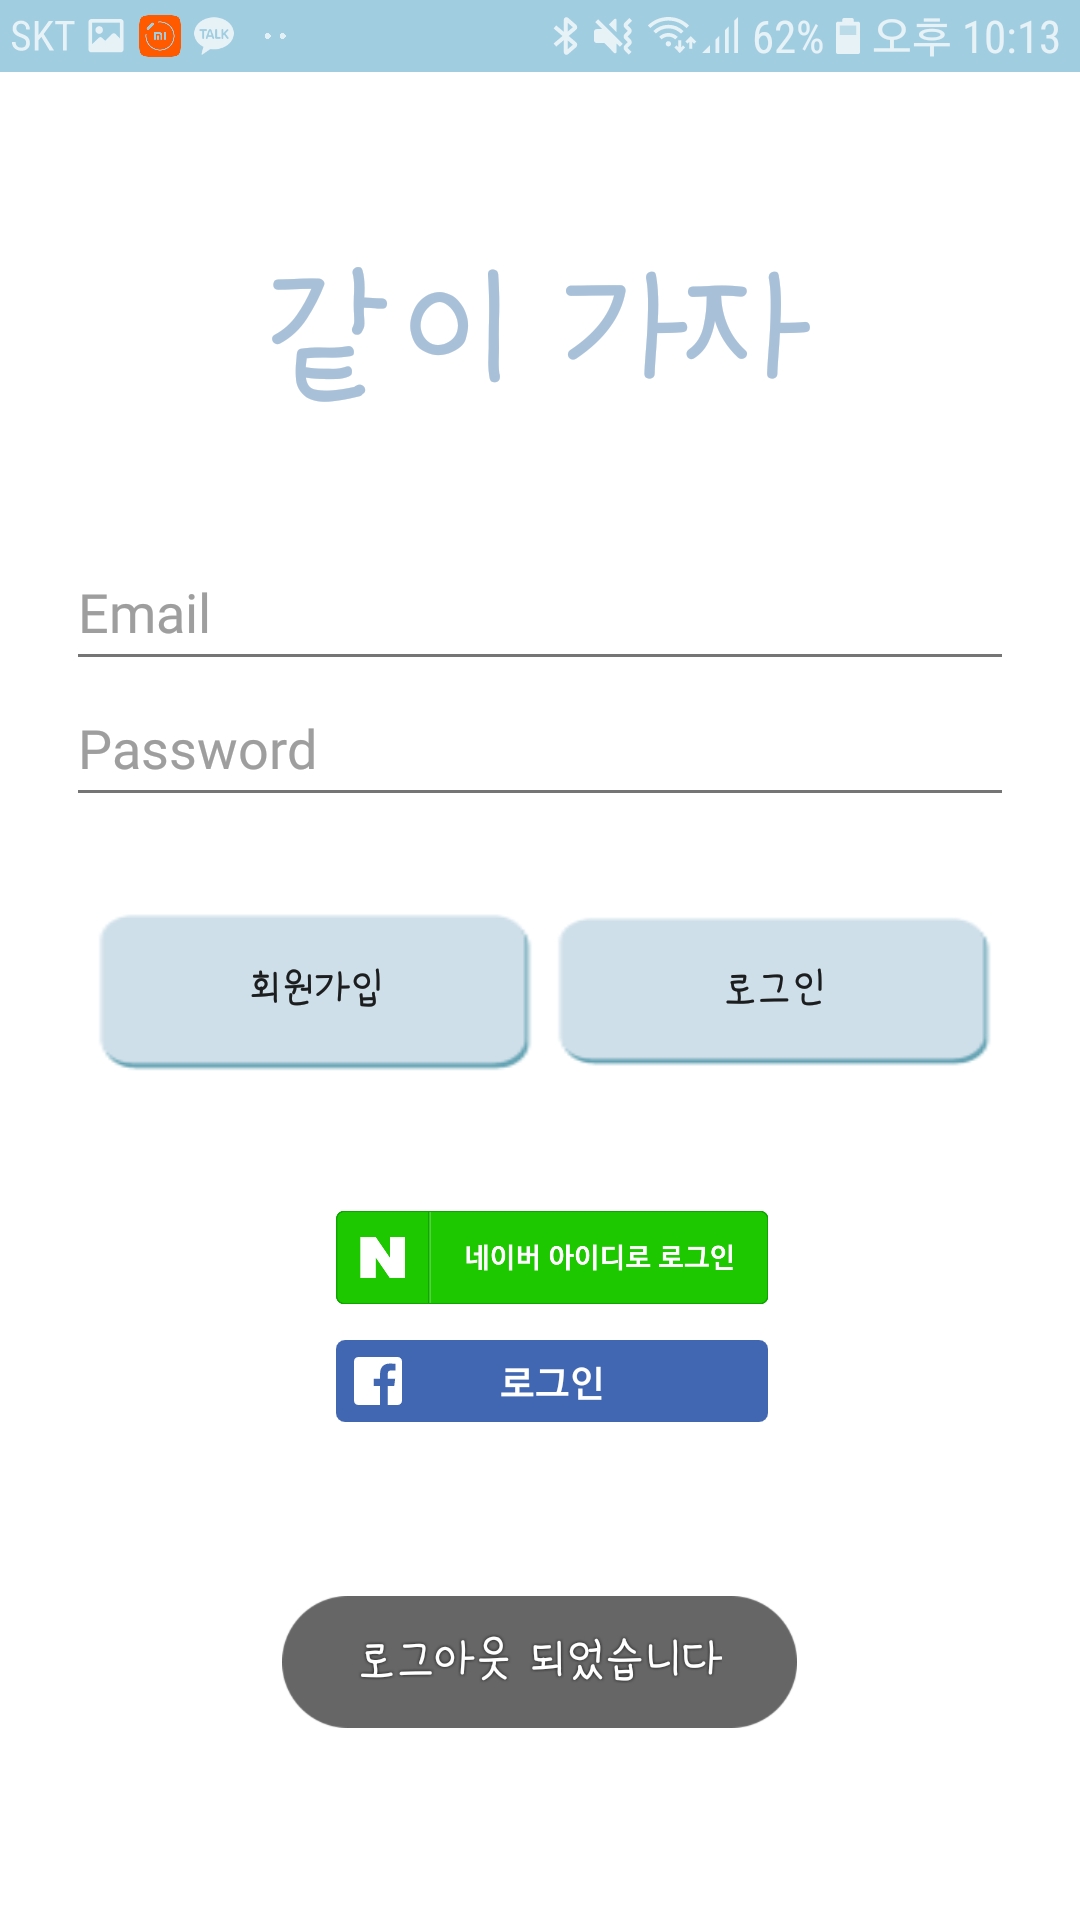 SKT TALK 62% 오후 10:13
같이 가자
Email
Password
회원가입 로그인
N 네이버 아이디로 로그인
f 로그인
로그아웃 되었습니다